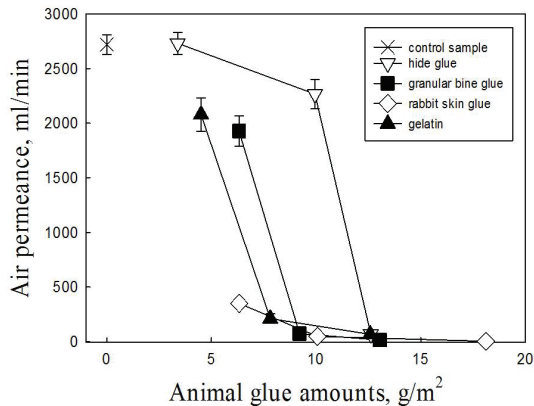 3000
2500
2000
1500
1000
500
0
Air permeance, ml/min
control sample
hide glue
granular bine glue
rabbit skin glue
gelatin
0 5 10 15 20
Animal glue amounts, g/m²